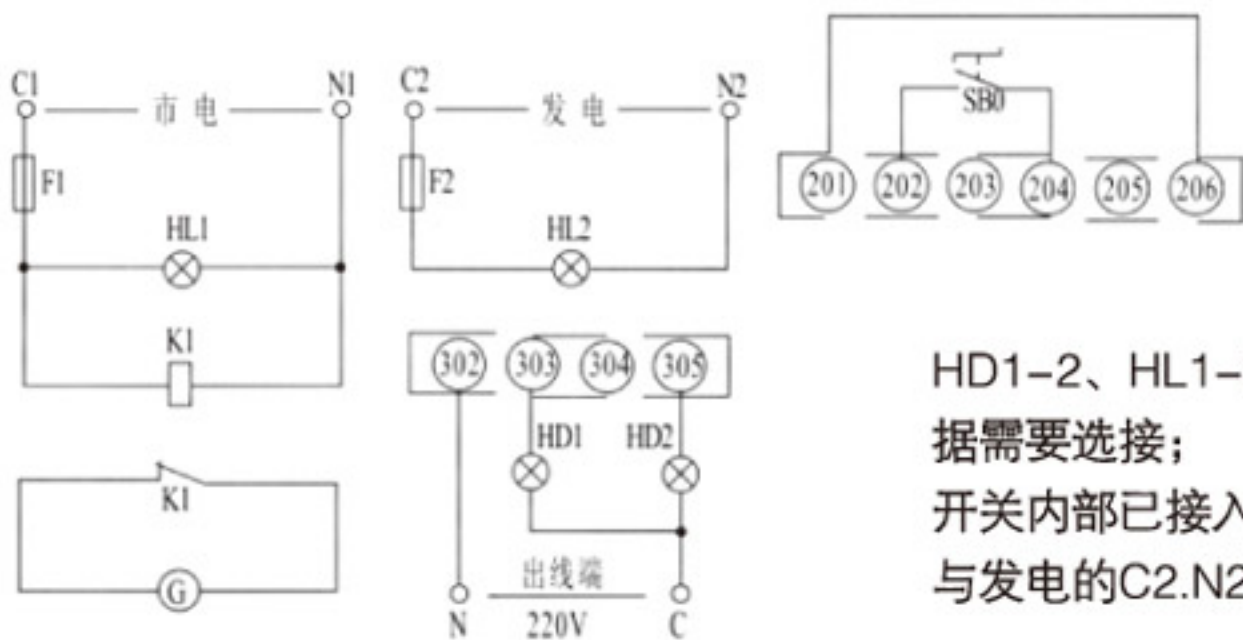 C1 市电 N1
F1
HL1
K1
K1
G
C2 发电 N2
F2
HL2
302 303 304 305
HD1 HD2
出线端
N 220V C
SB0
201 202 203 204 205 206
HD1-2、HL1-
据需要选接；
开关内部已接入
与发电的C2.N2